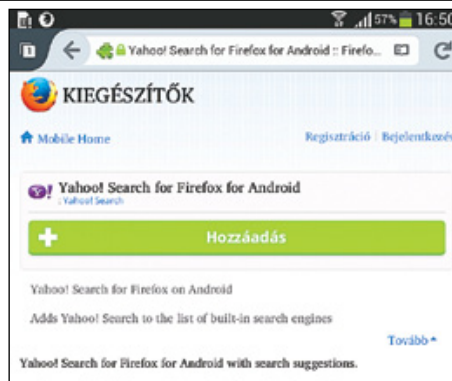 57% 16:50
Yahoo! Search for Firefox for Android :: Firefo...
KIEGÉSZÍTŐK
Mobile Home Regisztráció | Bejelentkezés
Yahoo! Search for Firefox for Android
: Yahoo! Search
Hozzáadás
Yahoo! Search for Firefox on Android
Adds Yahoo! Search to the list of built-in search engines
Tovább
Yahoo! Search for Firefox for Android with search suggestions.